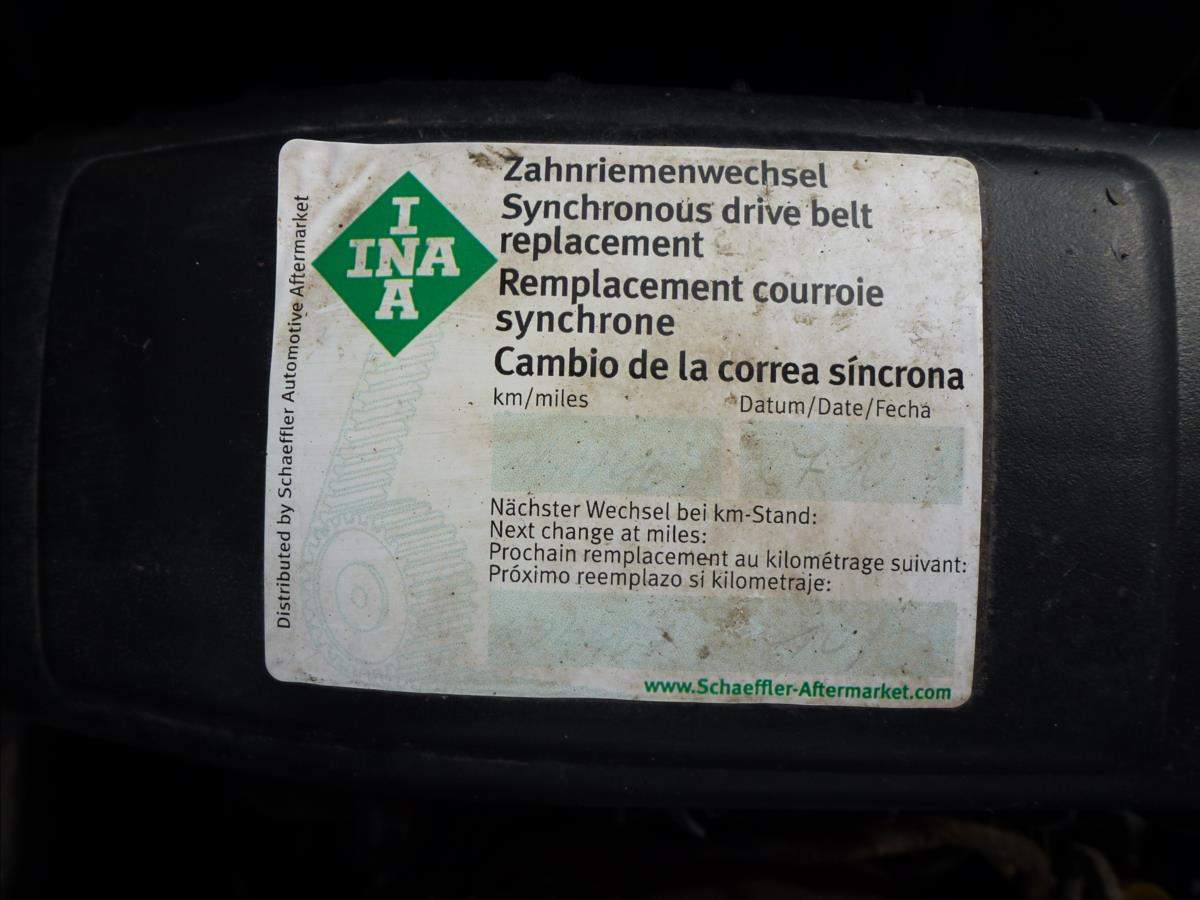 INA
INA
Distributed by Schaeffler Automotive Aftermarket
Zahnriemenwechsel
Synchronous drive belt
replacement
Remplacement courroie
synchrone
Cambio de la correa síncrona
km/miles
Datum/Date/Fecha
Nächster Wechsel bei km-Stand:
Next change at miles:
Prochain remplacement au kilométrage suivant:
Próximo reemplazo si kilometraje:
www.Schaeffler-Aftermarket.com